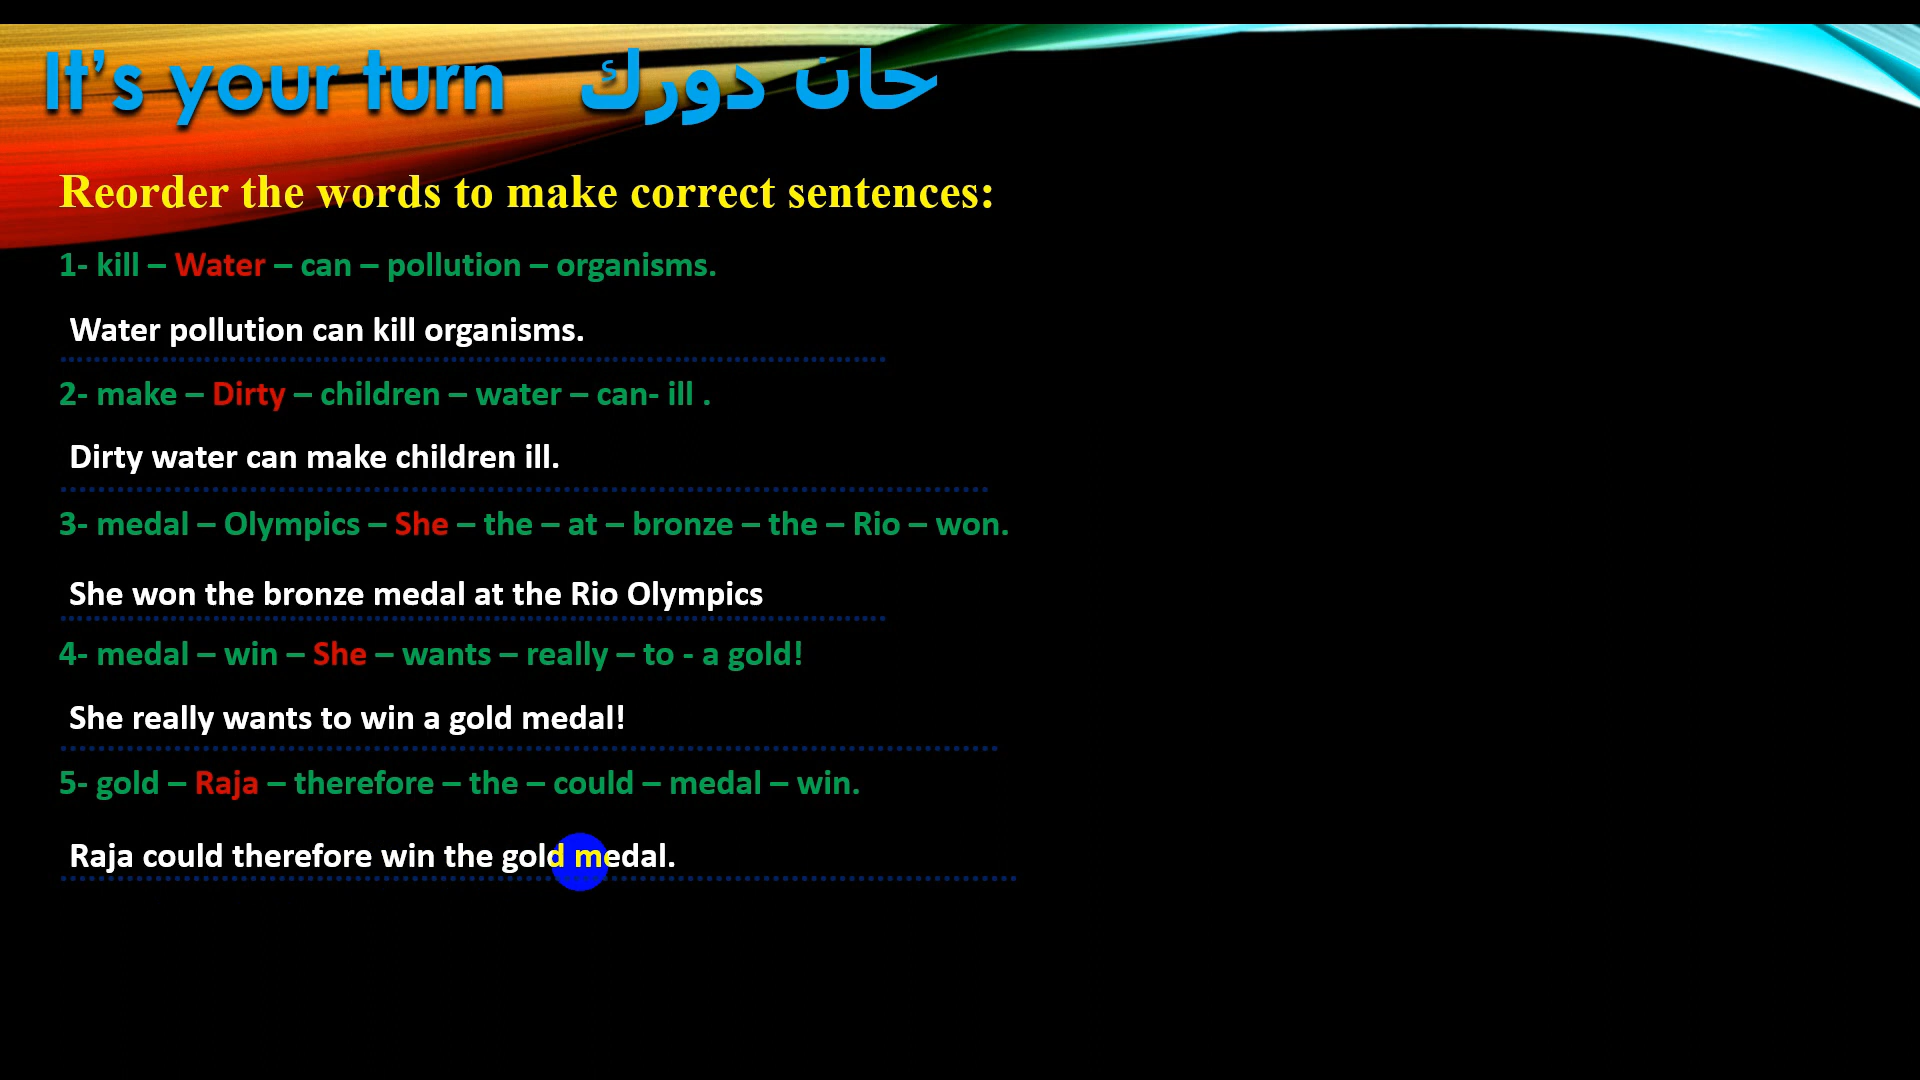 It's your turn حان دورك
Reorder the words to make correct sentences:
1- kill – Water – can – pollution – organisms.
Water pollution can kill organisms.
2- make – Dirty – children – water – can- ill .
Dirty water can make children ill.
3- medal – Olympics – She – the – at – bronze – the – Rio – won.
She won the bronze medal at the Rio Olympics
4- medal – win – She – wants – really – to - a gold!
She really wants to win a gold medal!
5- gold – Raja – therefore – the – could – medal – win.
Raja could therefore win the gold medal.